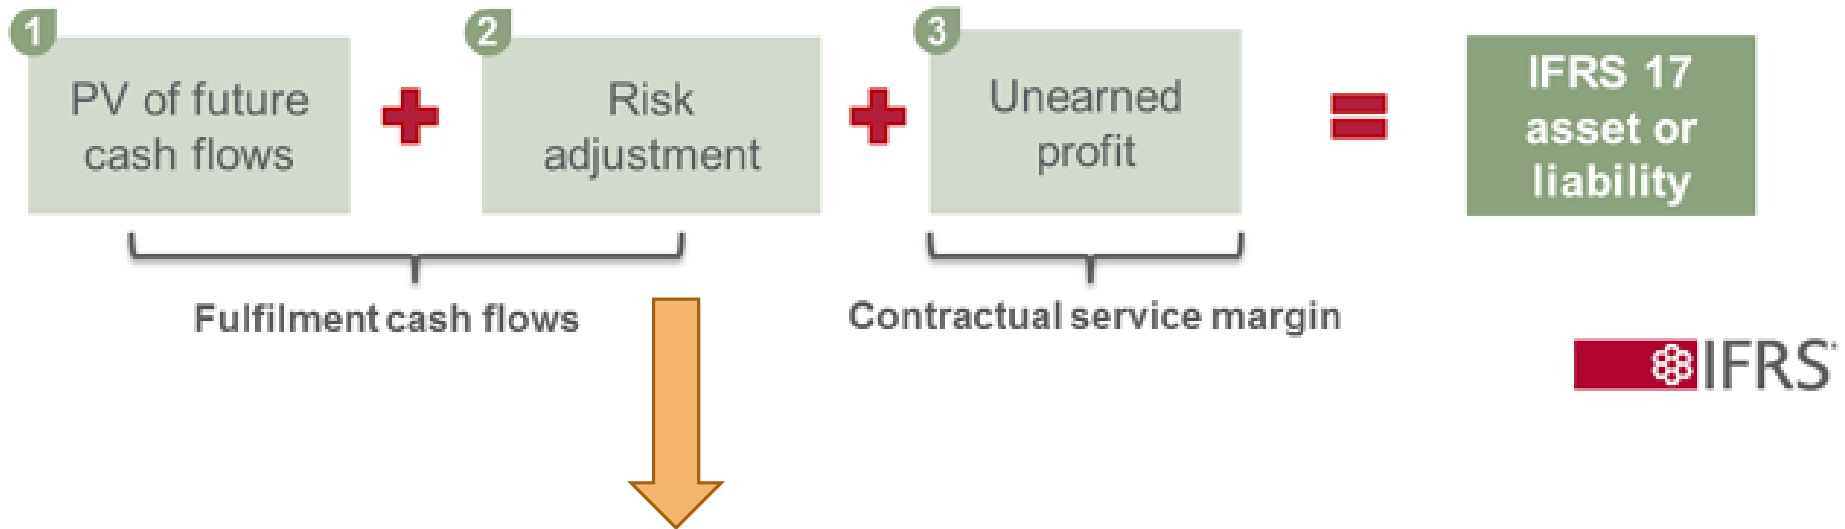 1
PV of future
cash flows
2
Risk
adjustment
3
Unearned
profit
IFRS 17
asset or
liability
Fulfilment cash flows
Contractual service margin
IFRS